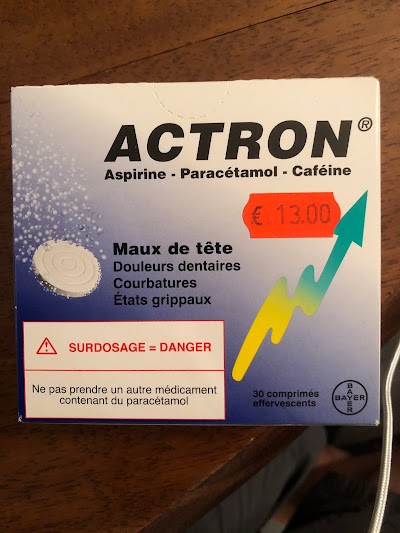 ACTRON®
Aspirine - Paracétamol - Caféine
€ 13.00
Maux de tête
Douleurs dentaires
Courbatures
États grippaux
SURDOSAGE = DANGER
Ne pas prendre un autre médicament
contenant du paracétamol
30 comprimés
effervescents
BAYER
BAYER